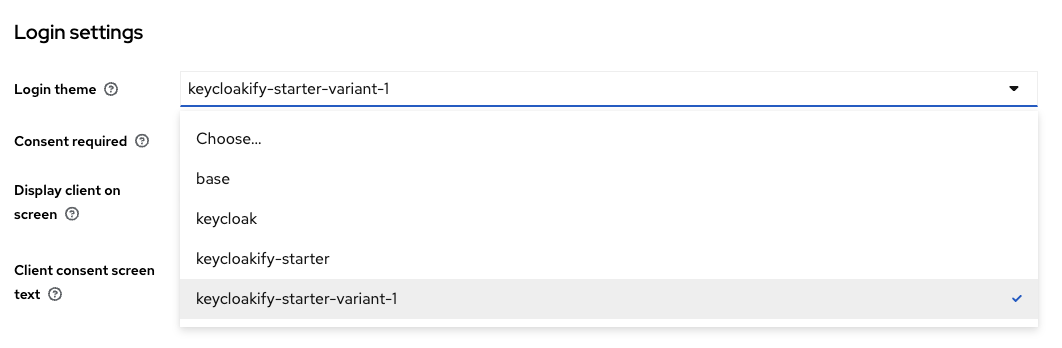 Login settings
Login theme
keycloakify-starter-variant-1
Choose...
Consent required
base
Display client on
screen
keycloak
keycloakify-starter
Client consent screen
text
keycloakify-starter-variant-1